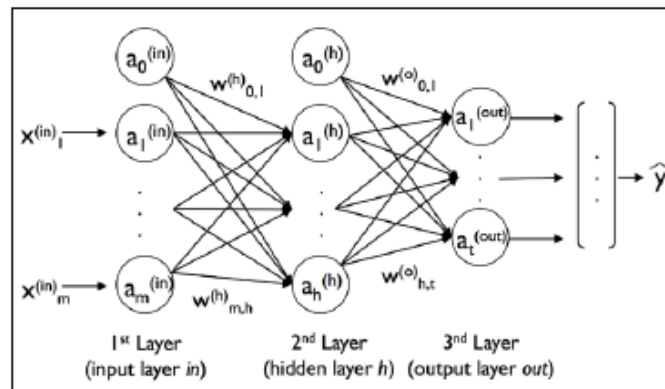 a₀⁽ⁱⁿ⁾ a₀⁽ʰ⁾
w⁽ʰ⁾₀,₁ w⁽ᵒ⁾₀,₁
x⁽ⁱⁿ⁾₁ a₁⁽ⁱⁿ⁾ a₁⁽ʰ⁾ a₁⁽ᵒᵘᵗ⁾
ŷ
x⁽ⁱⁿ⁾ₘ aₘ⁽ⁱⁿ⁾ w⁽ʰ⁾ₘ,ₕ aₕ⁽ʰ⁾ w⁽ᵒ⁾ₕ,ₜ aₜ⁽ᵒᵘᵗ⁾
1ˢᵗ Layer 2ⁿᵈ Layer 3ʳᵈ Layer
(input layer in) (hidden layer h) (output layer out)